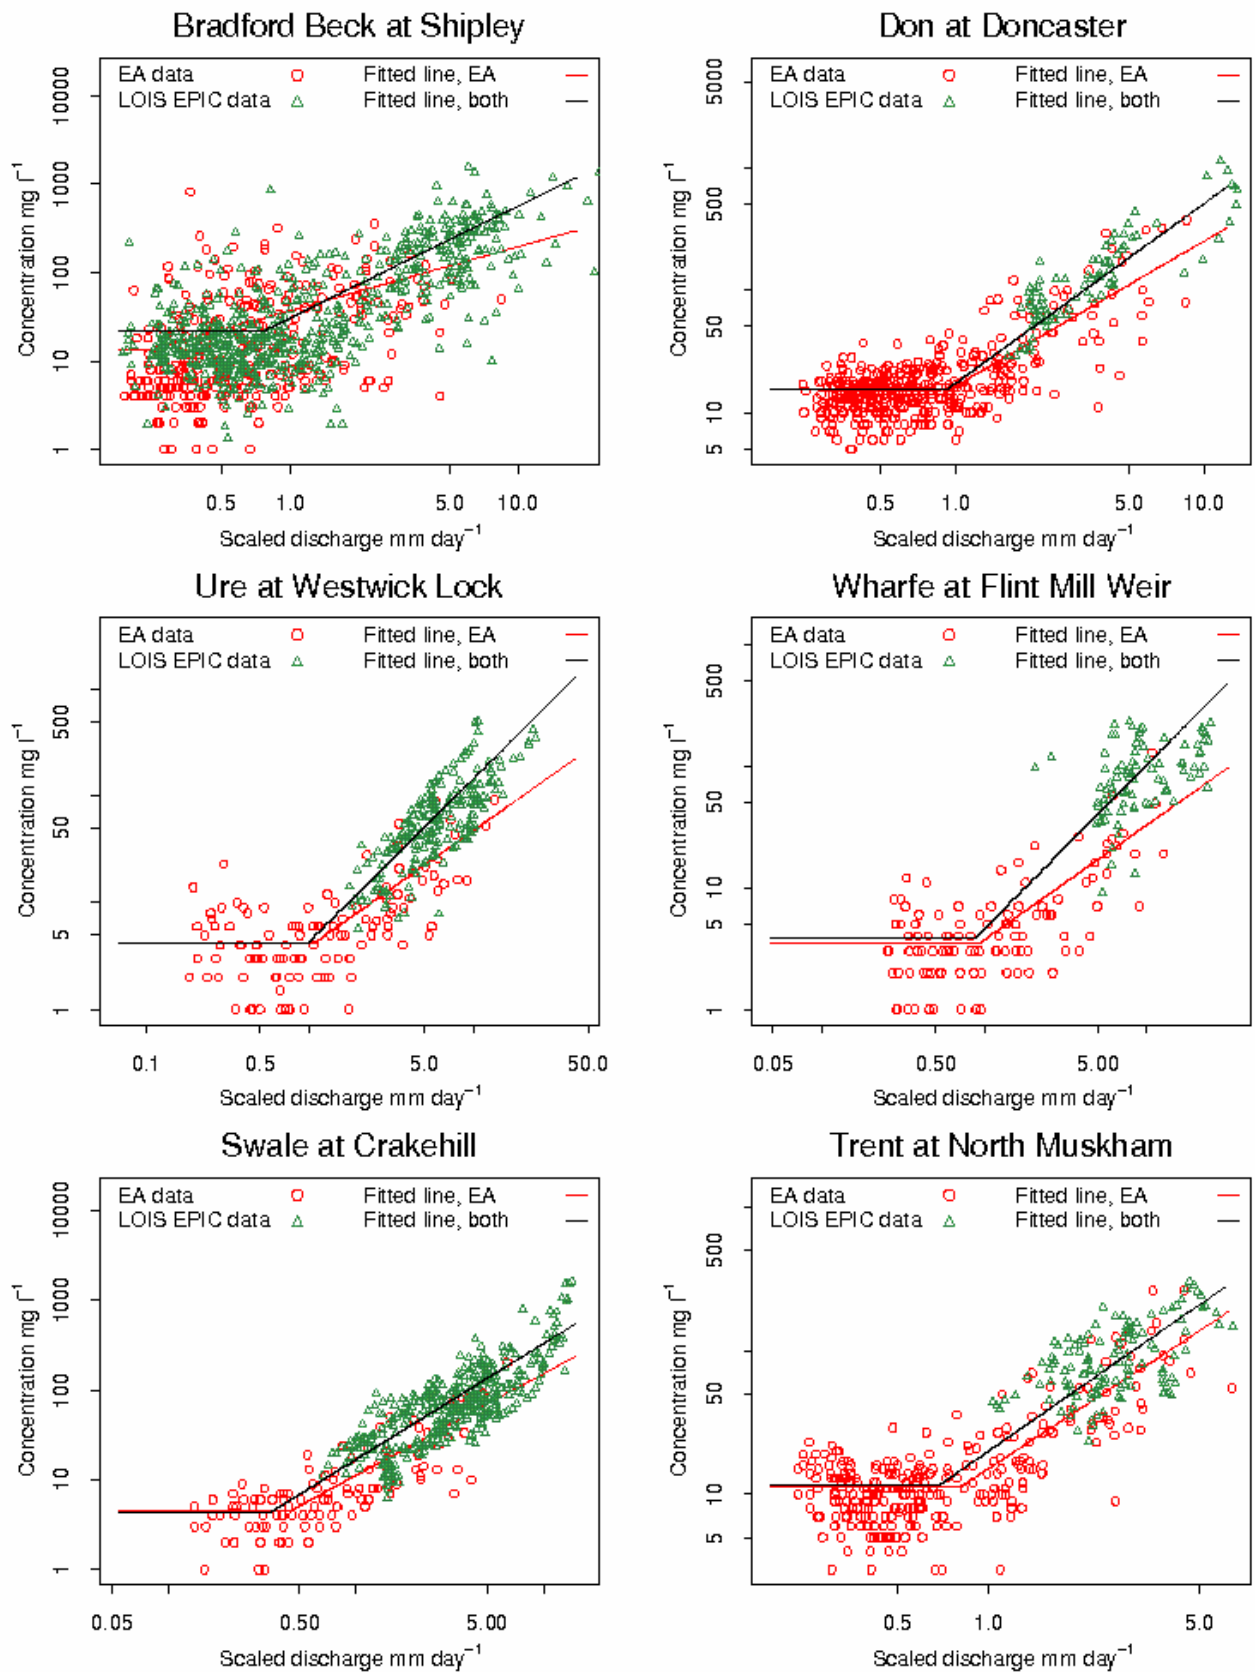 Bradford Beck at Shipley
EA data Fitted line, EA
LOIS EPIC data Fitted line, both
Concentration mg l⁻¹
10000
1000
100
10
1
0.5 1.0 5.0 10.0
Scaled discharge mm day⁻¹
Don at Doncaster
EA data Fitted line, EA
LOIS EPIC data Fitted line, both
Concentration mg l⁻¹
5000
500
50
10
5
0.5 1.0 5.0 10.0
Scaled discharge mm day⁻¹
Ure at Westwick Lock
EA data Fitted line, EA
LOIS EPIC data Fitted line, both
Concentration mg l⁻¹
500
50
5
1
0.1 0.5 5.0 50.0
Scaled discharge mm day⁻¹
Wharfe at Flint Mill Weir
EA data Fitted line, EA
LOIS EPIC data Fitted line, both
Concentration mg l⁻¹
500
50
10
5
1
0.05 0.50 5.00
Scaled discharge mm day⁻¹
Swale at Crakehill
EA data Fitted line, EA
LOIS EPIC data Fitted line, both
Concentration mg l⁻¹
10000
1000
100
10
1
0.05 0.50 5.00
Scaled discharge mm day⁻¹
Trent at North Muskham
EA data Fitted line, EA
LOIS EPIC data Fitted line, both
Concentration mg l⁻¹
500
50
10
5
0.5 1.0 5.0
Scaled discharge mm day⁻¹